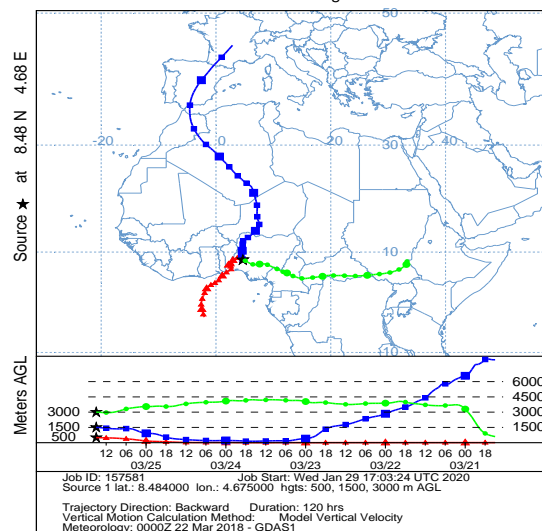 50
-20
0
20
40
30
10
10
-10
Source ★ at 8.48 N 4.68 E
Meters AGL
6000
4500
3000
3000
1500
1500
500
500
12 06 00 18 12 06 00 18 12 06 00 18 12 06 00 18 12 06 00 18
03/25 03/24 03/23 03/22 03/21
Job ID: 157581 Job Start: Wed Jan 29 17:03:24 UTC 2020
Source 1 lat.: 8.484000 lon.: 4.675000 hgts: 500, 1500, 3000 m AGL
Trajectory Direction: Backward Duration: 120 hrs
Vertical Motion Calculation Method: Model Vertical Velocity
Meteorology: 0000Z 22 Mar 2018 - GDAS1